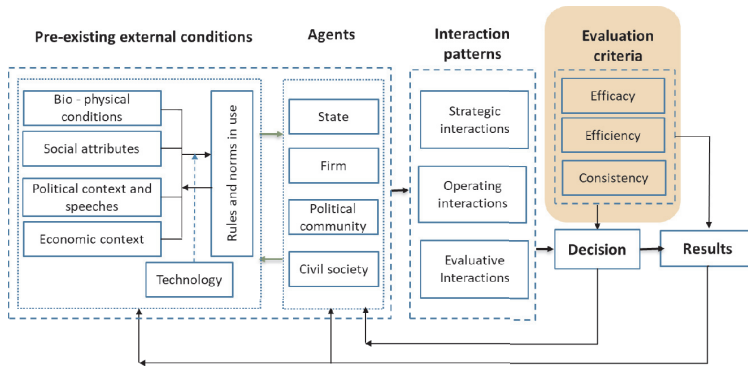 Pre-existing external conditions
Agents
Interaction
patterns
Evaluation
criteria
Bio - physical
conditions
Social attributes
Political context and
speeches
Economic context
Technology
Rules and norms in use
State
Firm
Political
community
Civil society
Strategic
interactions
Operating
interactions
Evaluative
Interactions
Efficacy
Efficiency
Consistency
Decision
Results